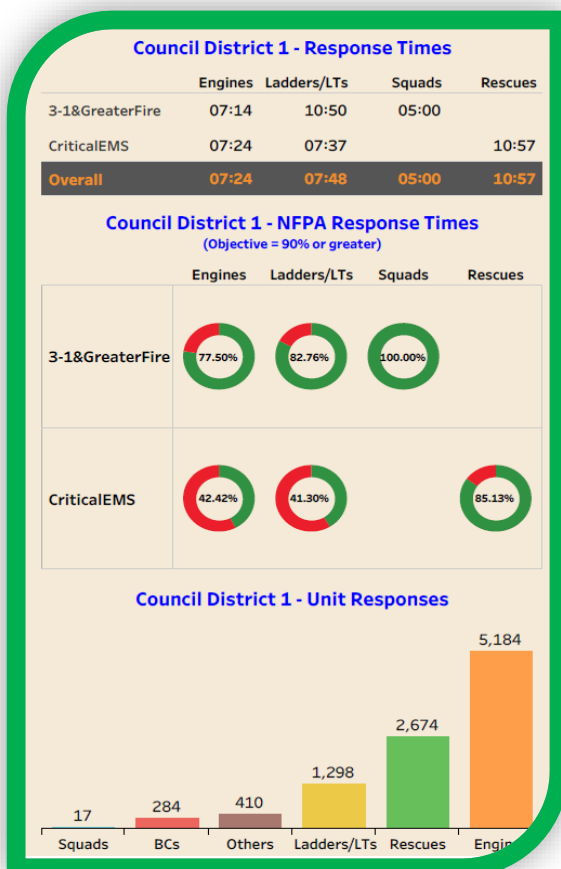 Council District 1 - Response Times
Engines Ladders/LTs Squads Rescues
3-1&GreaterFire 07:14 10:50 05:00
CriticalEMS 07:24 07:37 10:57
Overall 07:24 07:48 05:00 10:57
Council District 1 - NFPA Response Times
(Objective = 90% or greater)
Engines Ladders/LTs Squads Rescues
3-1&GreaterFire 77.50% 82.76% 100.00%
CriticalEMS 42.42% 41.30% 85.13%
Council District 1 - Unit Responses
5,184
2,674
1,298
410
284
17
Squads BCs Others Ladders/LTs Rescues Engin